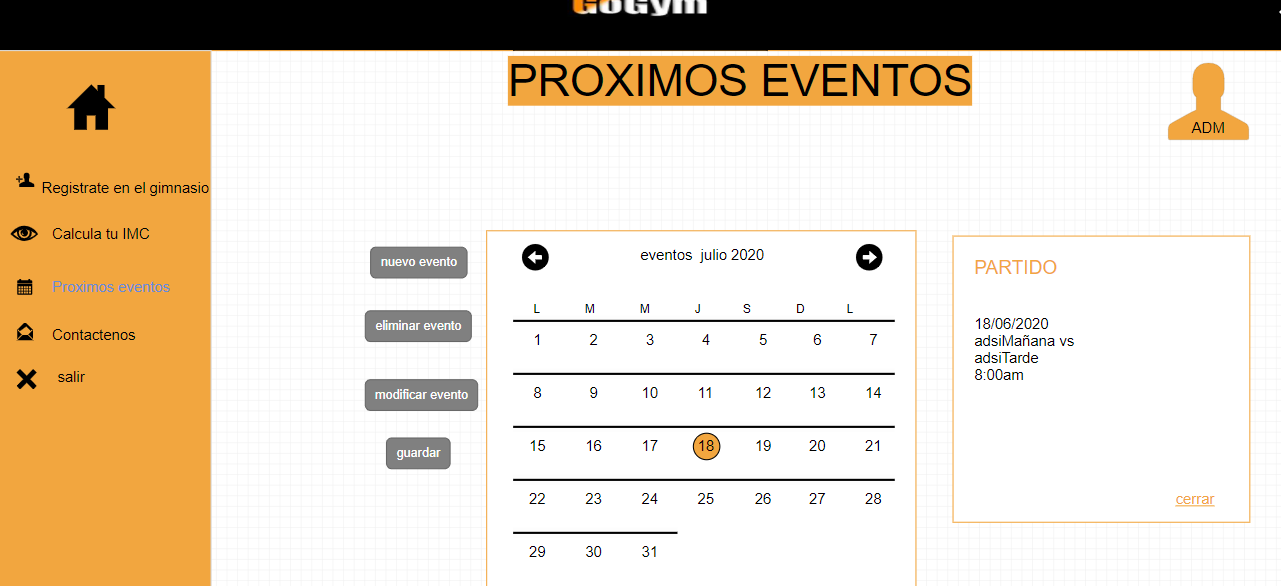 GoGym
PROXIMOS EVENTOS
ADM
Registrate en el gimnasio
Calcula tu IMC
Proximos eventos
Contactenos
salir
nuevo evento
eliminar evento
modificar evento
guardar
eventos julio 2020
L M M J S D L
1 2 3 4 5 6 7
8 9 10 11 12 13 14
15 16 17 18 19 20 21
22 23 24 25 26 27 28
29 30 31
PARTIDO
18/06/2020
adsiMañana vs
adsiTarde
8:00am
cerrar